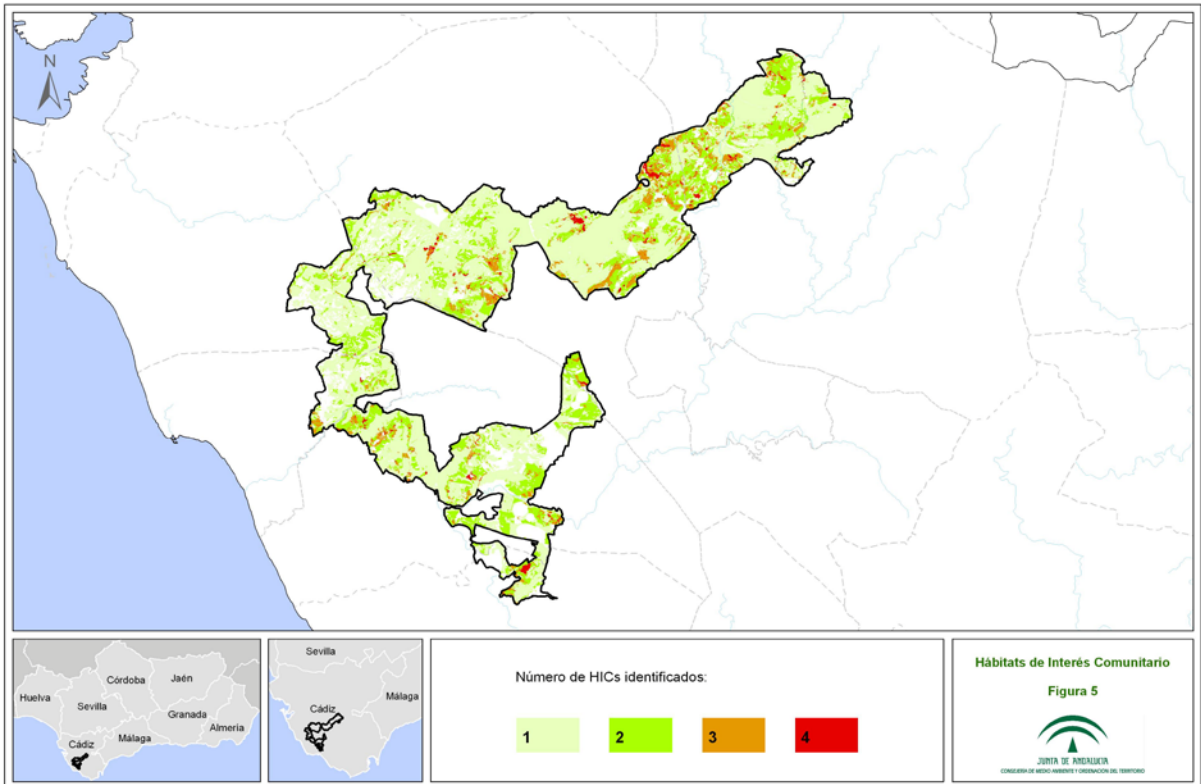 N
Huelva
Sevilla
Córdoba
Jaén
Granada
Almería
Málaga
Cádiz
Sevilla
Málaga
Cádiz
Número de HICs identificados:
1
2
3
4
Hábitats de Interés Comunitario
Figura 5
JUNTA DE ANDALUCIA
CONSEJERÍA DE MEDIO AMBIENTE Y ORDENACIÓN DEL TERRITORIO